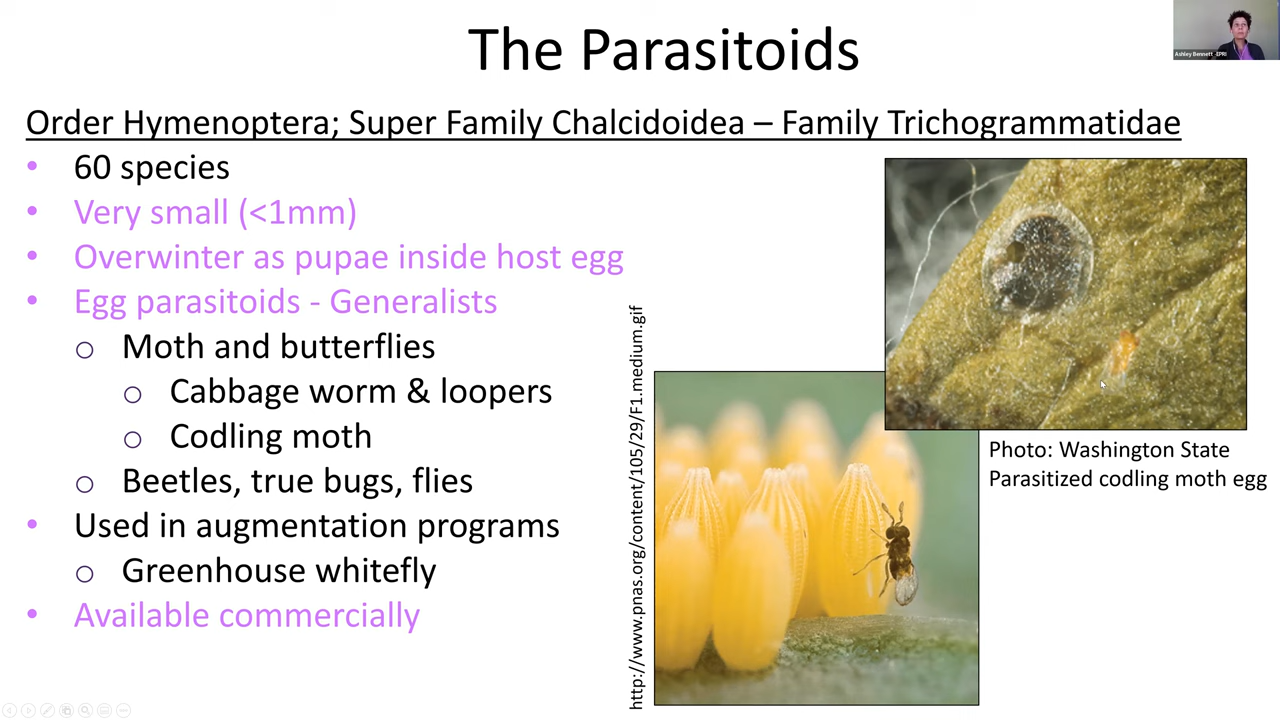 The Parasitoids
Ashley Bennett -EPRI
Order Hymenoptera; Super Family Chalcidoidea – Family Trichogrammatidae
• 60 species
• Very small (<1mm)
• Overwinter as pupae inside host egg
• Egg parasitoids - Generalists
o Moth and butterflies
o Cabbage worm & loopers
o Codling moth
o Beetles, true bugs, flies
• Used in augmentation programs
o Greenhouse whitefly
• Available commercially
http://www.pnas.org/content/105/29/F1.medium.gif
Photo: Washington State
Parasitized codling moth egg